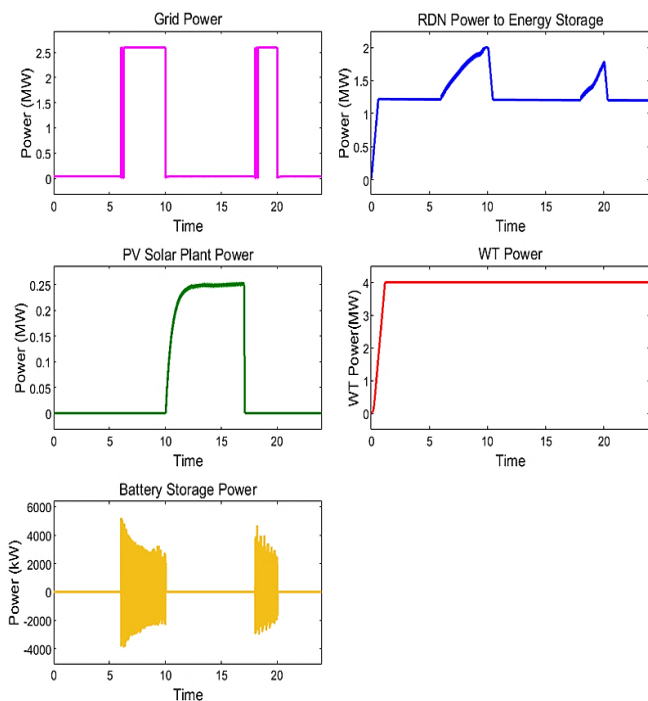 Grid Power
Power (MW)
2.5
2
1.5
1
0.5
0
0 5 10 15 20
Time
RDN Power to Energy Storage
Power (MW)
2
1.5
1
0.5
0
0 5 10 15 20
Time
PV Solar Plant Power
Power (MW)
0.25
0.2
0.15
0.1
0.05
0
0 5 10 15 20
Time
WT Power
WT Power(MW)
4
3
2
1
0
0 5 10 15 20
Time
Battery Storage Power
Power (kW)
6000
4000
2000
0
-2000
-4000
0 5 10 15 20
Time